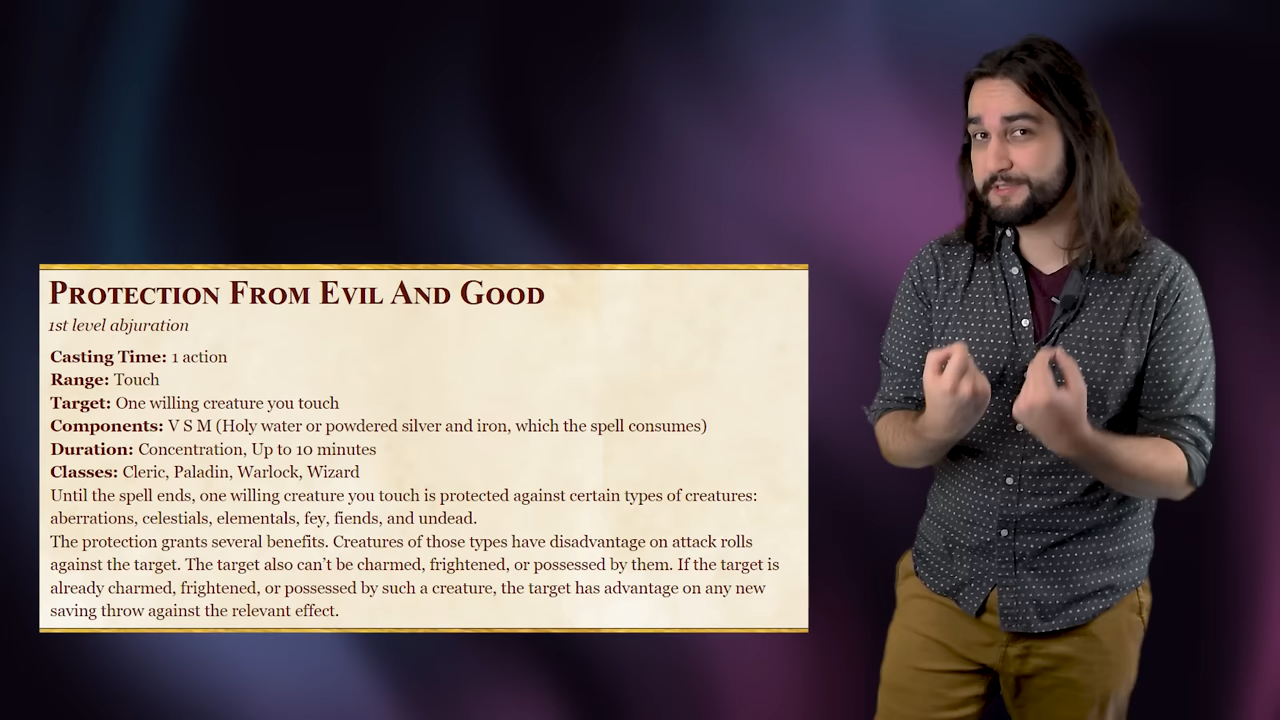 Protection From Evil And Good
1st level abjuration
Casting Time: 1 action
Range: Touch
Target: One willing creature you touch
Components: V S M (Holy water or powdered silver and iron, which the spell consumes)
Duration: Concentration, Up to 10 minutes
Classes: Cleric, Paladin, Warlock, Wizard
Until the spell ends, one willing creature you touch is protected against certain types of creatures:
aberrations, celestials, elementals, fey, fiends, and undead.
The protection grants several benefits. Creatures of those types have disadvantage on attack rolls
against the target. The target also can't be charmed, frightened, or possessed by them. If the target is
already charmed, frightened, or possessed by such a creature, the target has advantage on any new
saving throw against the relevant effect.